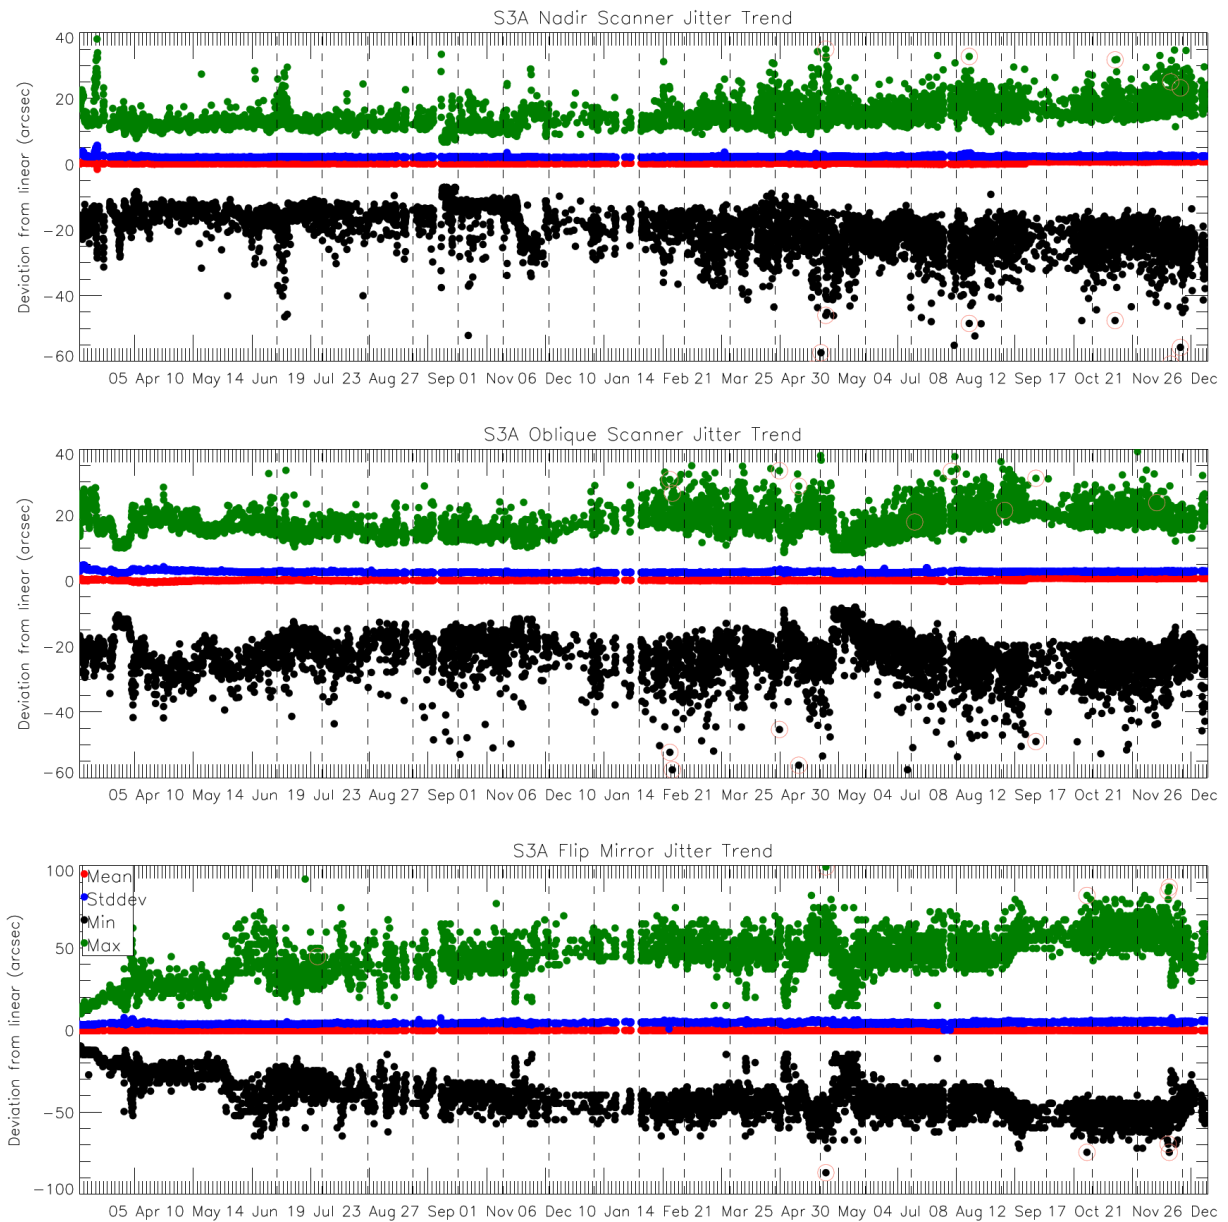 S3A Nadir Scanner Jitter Trend
Deviation from linear (arcsec)
40
20
0
−20
−40
−60
05 Apr 10 May 14 Jun 19 Jul 23 Aug 27 Sep 01 Nov 06 Dec 10 Jan 14 Feb 21 Mar 25 Apr 30 May 04 Jul 08 Aug 12 Sep 17 Oct 21 Nov 26 Dec
S3A Oblique Scanner Jitter Trend
Deviation from linear (arcsec)
40
20
0
−20
−40
−60
05 Apr 10 May 14 Jun 19 Jul 23 Aug 27 Sep 01 Nov 06 Dec 10 Jan 14 Feb 21 Mar 25 Apr 30 May 04 Jul 08 Aug 12 Sep 17 Oct 21 Nov 26 Dec
S3A Flip Mirror Jitter Trend
Deviation from linear (arcsec)
100
50
0
−50
−100
Mean
Stddev
Min
Max
05 Apr 10 May 14 Jun 19 Jul 23 Aug 27 Sep 01 Nov 06 Dec 10 Jan 14 Feb 21 Mar 25 Apr 30 May 04 Jul 08 Aug 12 Sep 17 Oct 21 Nov 26 Dec